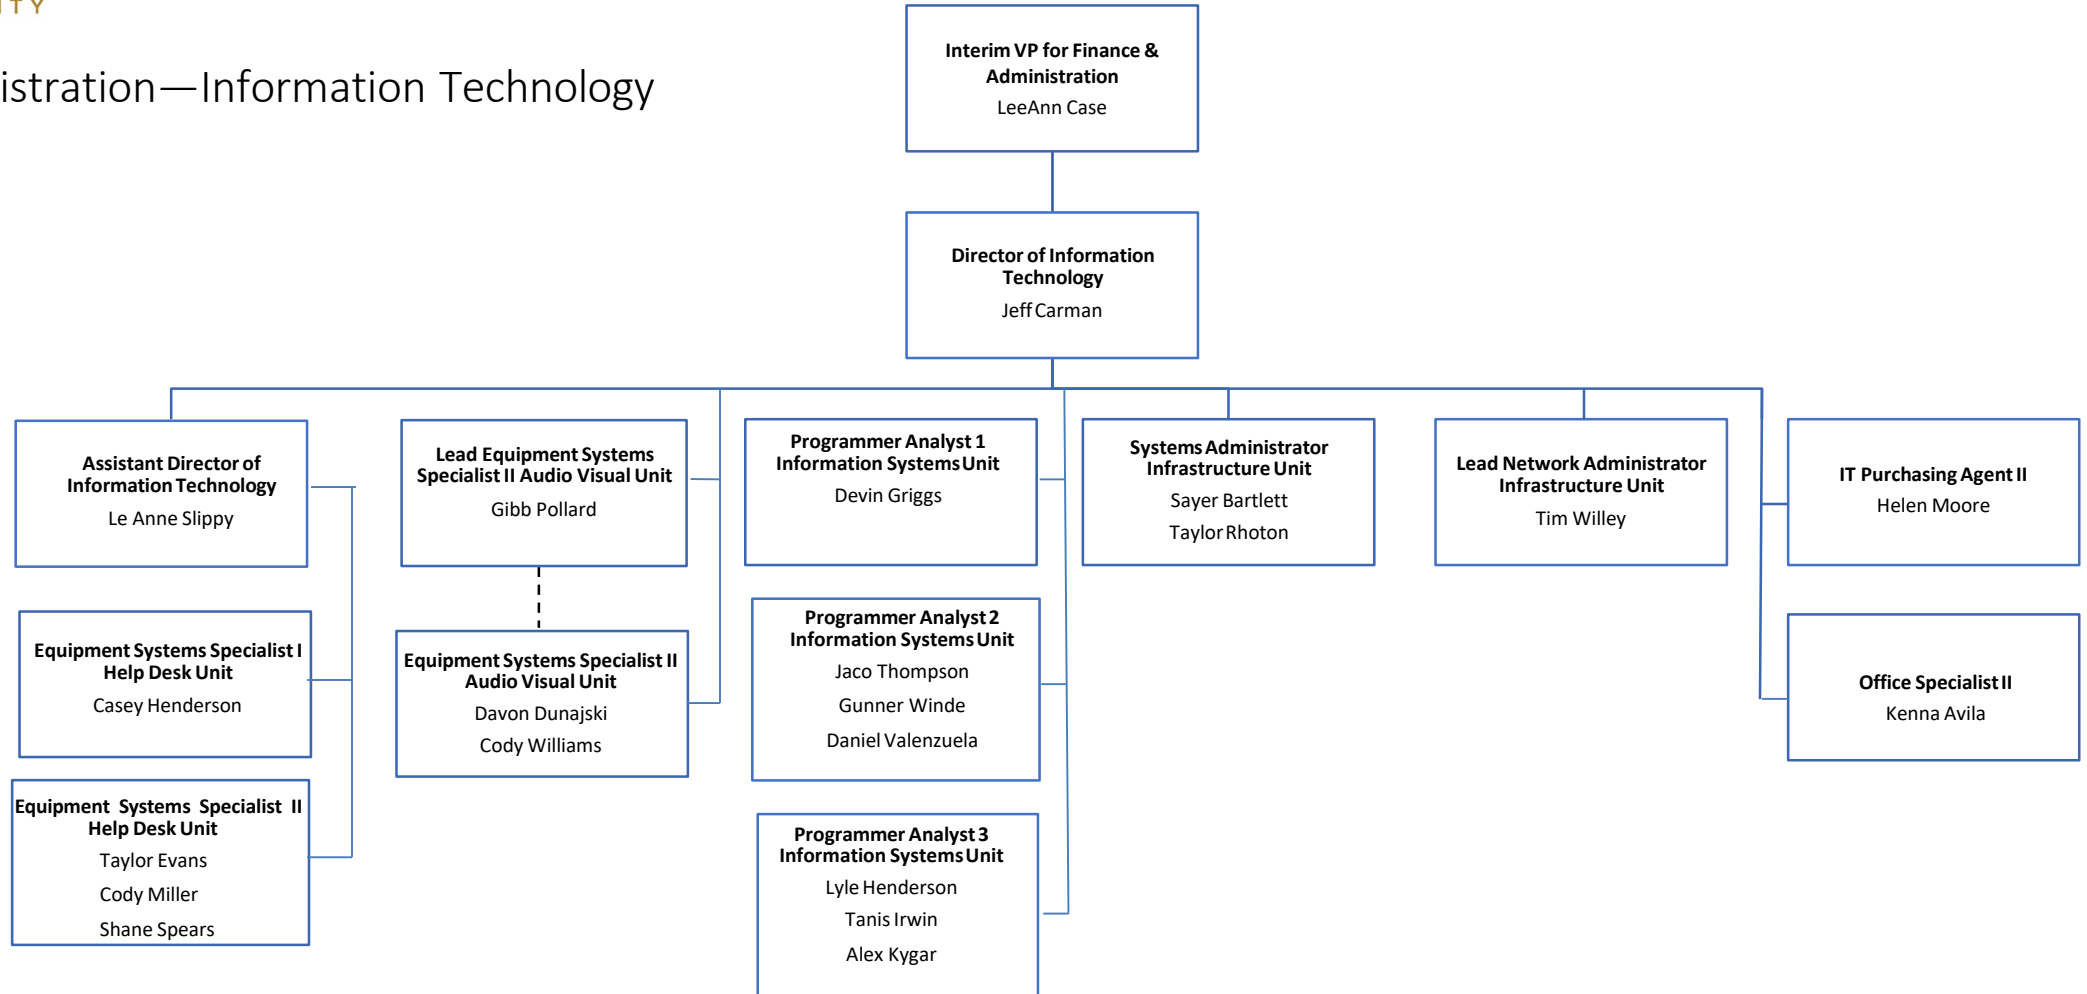 ITY
istration—Information Technology
Interim VP for Finance &
Administration
LeeAnn Case
Director of Information
Technology
Jeff Carman
Assistant Director of
Information Technology
Le Anne Slippy
Lead Equipment Systems
Specialist II Audio Visual Unit
Gibb Pollard
Programmer Analyst 1
Information Systems Unit
Devin Griggs
Systems Administrator
Infrastructure Unit
Sayer Bartlett
Taylor Rhoton
Lead Network Administrator
Infrastructure Unit
Tim Willey
IT Purchasing Agent II
Helen Moore
Equipment Systems Specialist I
Help Desk Unit
Casey Henderson
Equipment Systems Specialist II
Audio Visual Unit
Davon Dunajski
Cody Williams
Programmer Analyst 2
Information Systems Unit
Jaco Thompson
Gunner Winde
Daniel Valenzuela
Office Specialist II
Kenna Avila
Equipment Systems Specialist II
Help Desk Unit
Taylor Evans
Cody Miller
Shane Spears
Programmer Analyst 3
Information Systems Unit
Lyle Henderson
Tanis Irwin
Alex Kygar